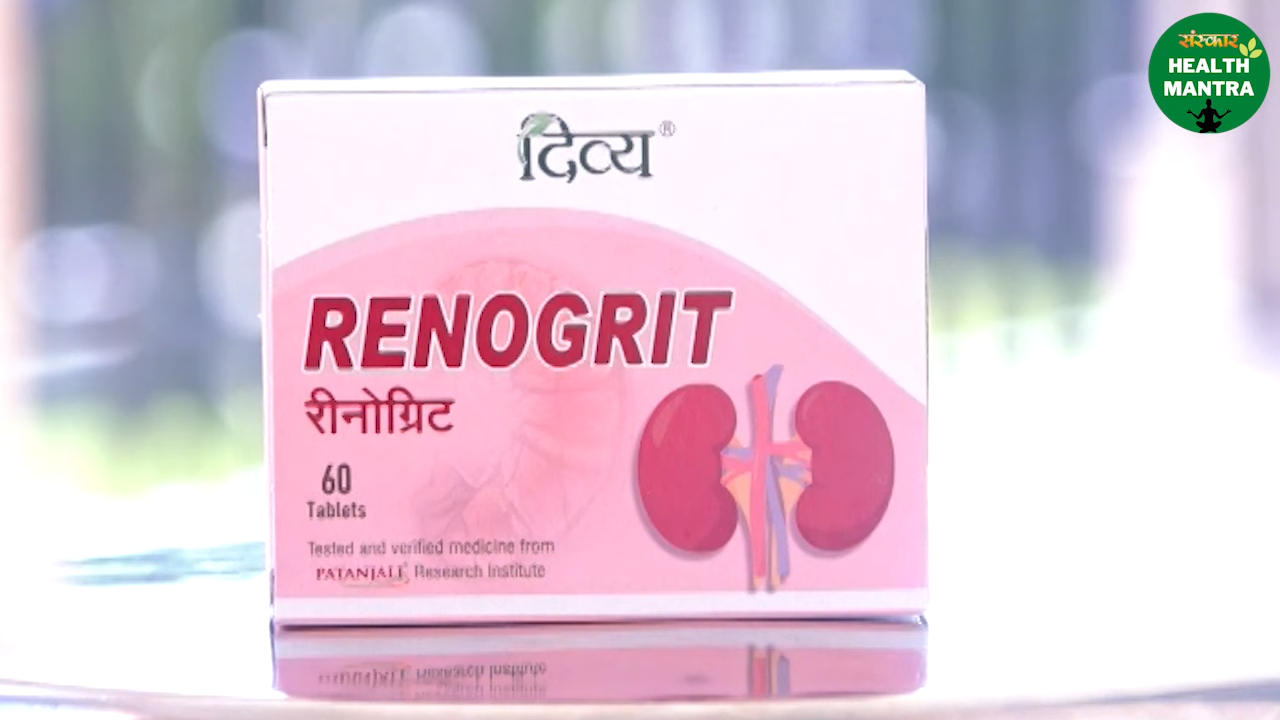 संस्कार
HEALTH
MANTRA
दिव्य®
RENOGRIT
रीनोग्रिट
60
Tablets
Tested and verified medicine from
PATANJALI Research Institute